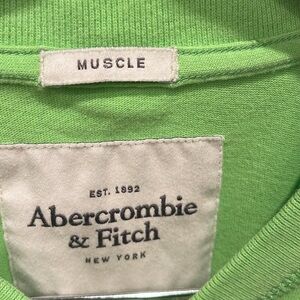 MUSCLE
EST. 1892
Abercrombie
& Fitch
NEW YORK